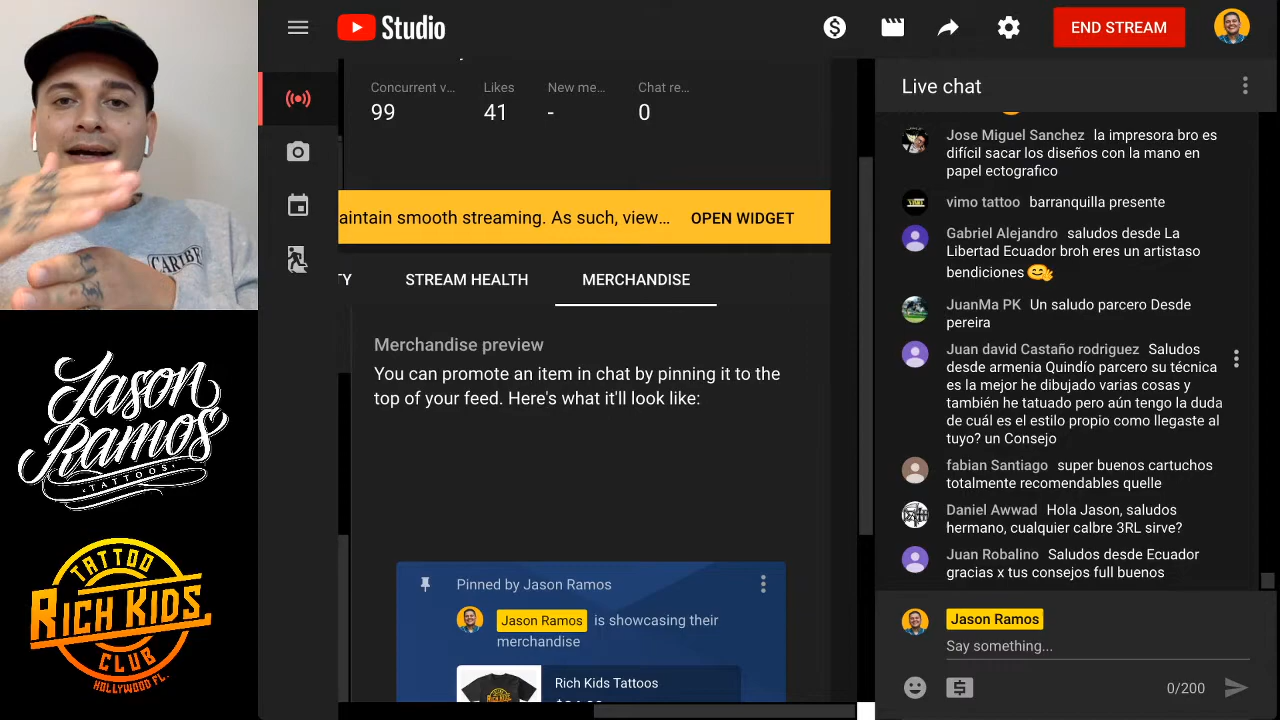 Studio
END STREAM
Concurrent v...
Likes
New me...
Chat re...
99
41
-
0
aintain smooth streaming. As such, view...
OPEN WIDGET
TY
STREAM HEALTH
MERCHANDISE
Merchandise preview
You can promote an item in chat by pinning it to the
top of your feed. Here's what it'll look like:
Pinned by Jason Ramos
Jason Ramos is showcasing their
merchandise
Rich Kids Tattoos
Live chat
Jose Miguel Sanchez la impresora bro es
difícil sacar los diseños con la mano en
papel ectografico
vimo tattoo barranquilla presente
Gabriel Alejandro saludos desde La
Libertad Ecuador broh eres un artistaso
bendiciones
JuanMa PK Un saludo parcero Desde
pereira
Juan david Castaño rodriguez Saludos
desde armenia Quindío parcero su técnica
es la mejor he dibujado varias cosas y
también he tatuado pero aún tengo la duda
de cuál es el estilo propio como llegaste al
tuyo? un Consejo
fabian Santiago super buenos cartuchos
totalmente recomendables quelle
Daniel Awwad Hola Jason, saludos
hermano, cualquier calbre 3RL sirve?
Juan Robalino Saludos desde Ecuador
gracias x tus consejos full buenos
Jason Ramos
Say something...
0/200
CARIBE
Jason
Ramos
TATTOOS
TATTOO
RICH KIDS
CLUB
HOLLYWOOD FL.